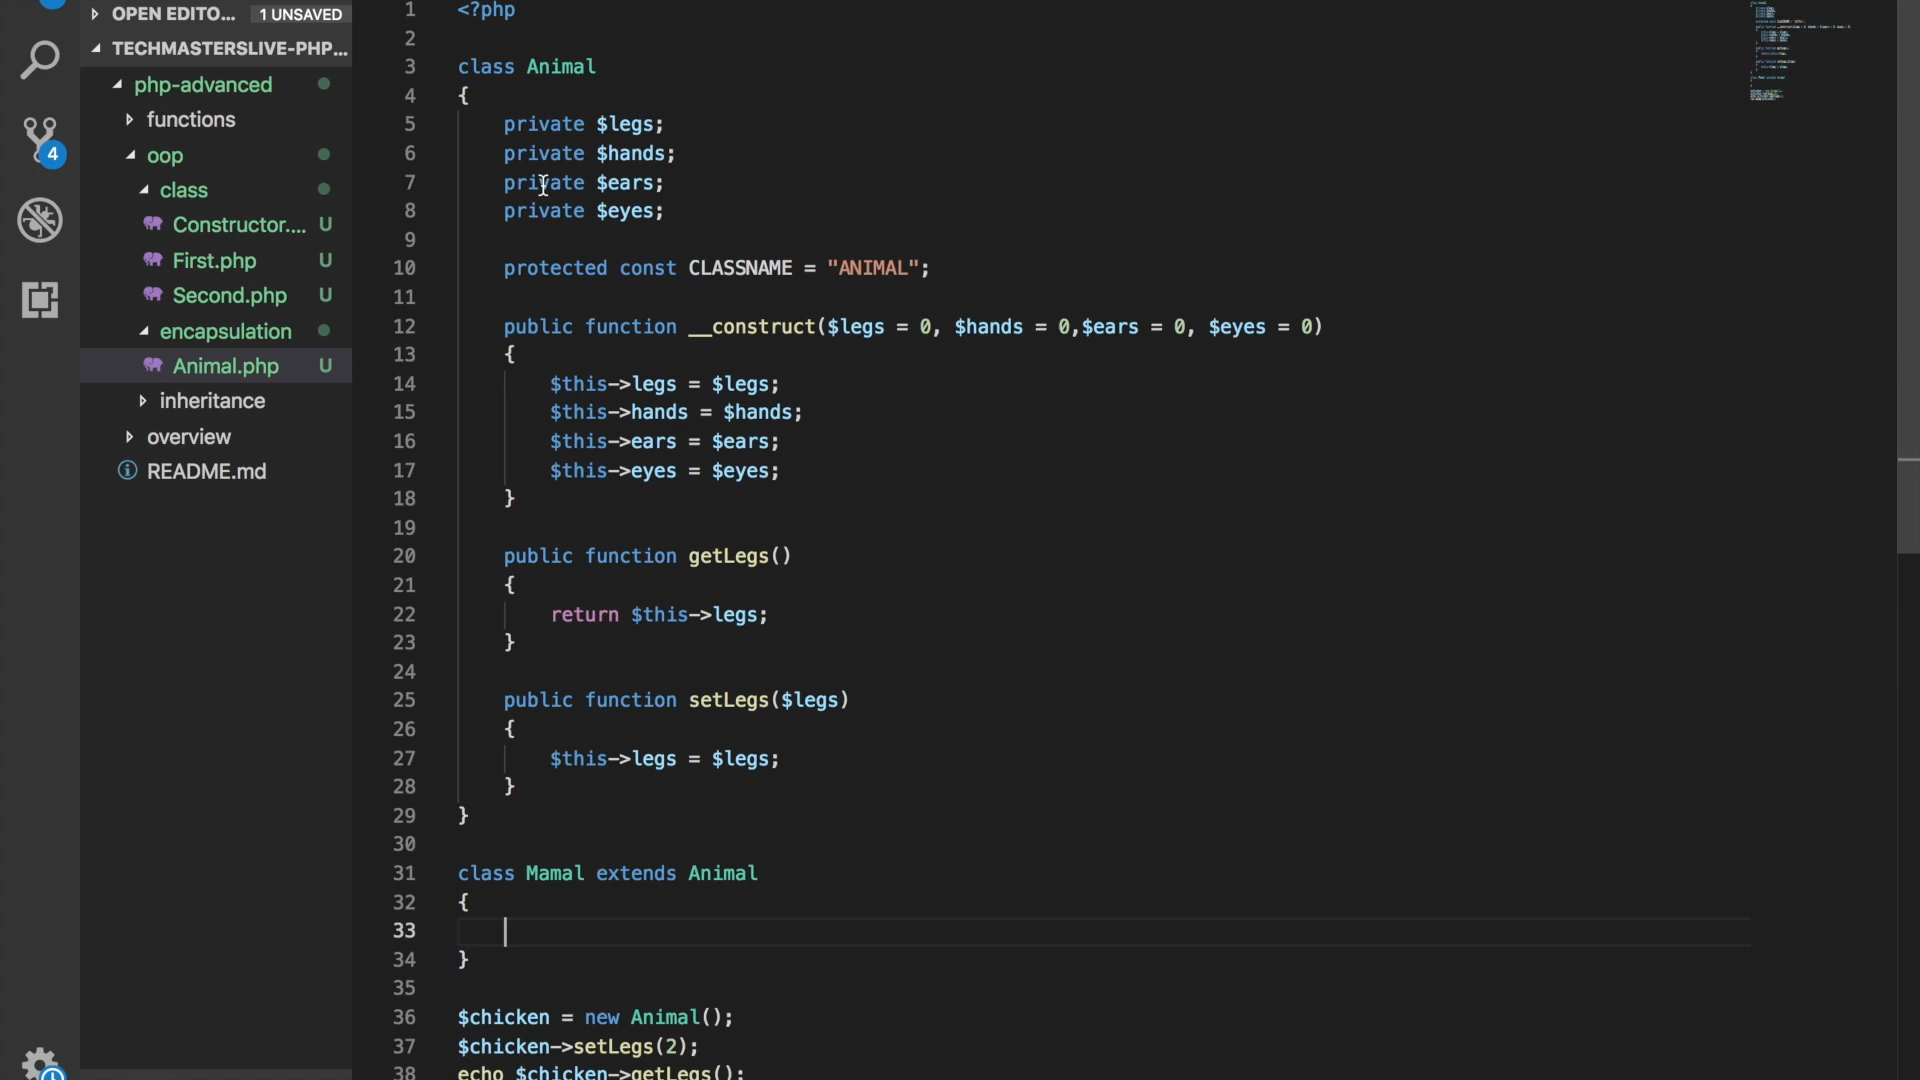 OPEN EDITO... 1 UNSAVED
TECHMASTERSLIVE-PHP...
php-advanced
functions
oop
class
Constructor.... U
First.php U
Second.php U
encapsulation
Animal.php U
inheritance
overview
README.md
4
1 <?php
2
3 class Animal
4 {
5 private $legs;
6 private $hands;
7 private $ears;
8 private $eyes;
9
10 protected const CLASSNAME = "ANIMAL";
11
12 public function __construct($legs = 0, $hands = 0,$ears = 0, $eyes = 0)
13 {
14 $this->legs = $legs;
15 $this->hands = $hands;
16 $this->ears = $ears;
17 $this->eyes = $eyes;
18 }
19
20 public function getLegs()
21 {
22 return $this->legs;
23 }
24
25 public function setLegs($legs)
26 {
27 $this->legs = $legs;
28 }
29 }
30
31 class Mamal extends Animal
32 {
33
34 }
35
36 $chicken = new Animal();
37 $chicken->setLegs(2);
38 echo $chicken->getLegs();